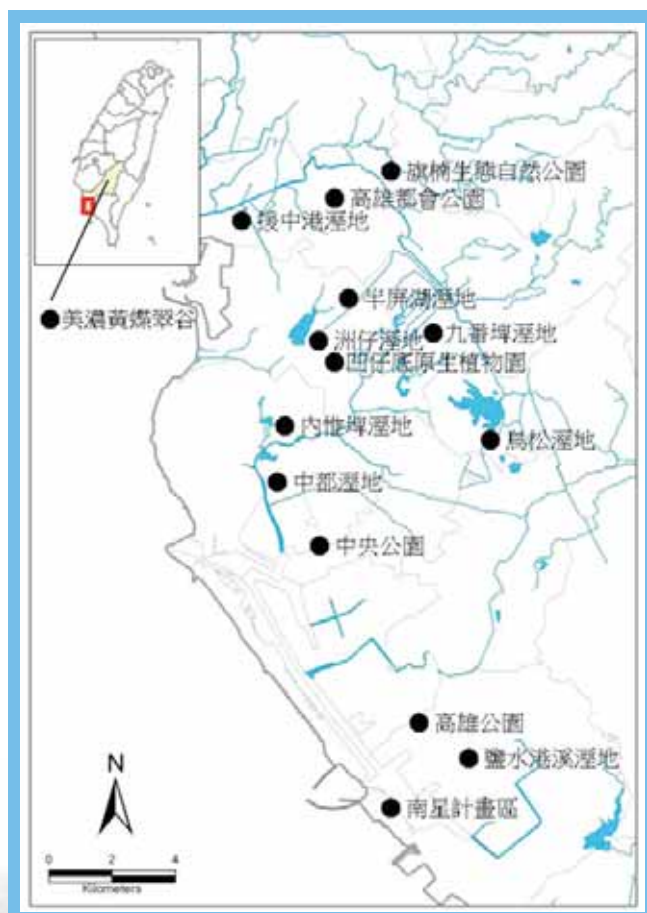 旗楠生態自然公園
高雄都會公園
援中港溼地
美濃黃蝶翠谷
半屏湖溼地
九番埤溼地
洲仔溼地
凹仔底原生植物園
內惟埤溼地
鳥松溼地
中都溼地
中央公園
高雄公園
鹽水港溪溼地
南星計畫區
N
0 2 4
Kilometers